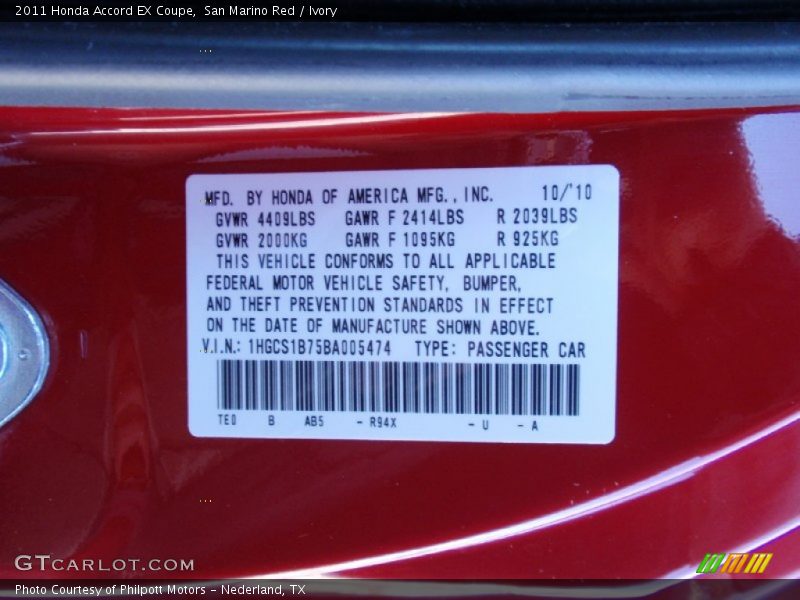 2011 Honda Accord EX Coupe, San Marino Red / Ivory
MFD. BY HONDA OF AMERICA MFG., INC. 10/'10
GVWR 4409LBS GAWR F 2414LBS R 2039LBS
GVWR 2000KG GAWR F 1095KG R 925KG
THIS VEHICLE CONFORMS TO ALL APPLICABLE
FEDERAL MOTOR VEHICLE SAFETY, BUMPER,
AND THEFT PREVENTION STANDARDS IN EFFECT
ON THE DATE OF MANUFACTURE SHOWN ABOVE.
V.I.N.: 1HGCS1B75BA005474 TYPE: PASSENGER CAR
TE0 B AB5 - R94X - U - A
GTCARLOT.COM
Photo Courtesy of Philpott Motors - Nederland, TX